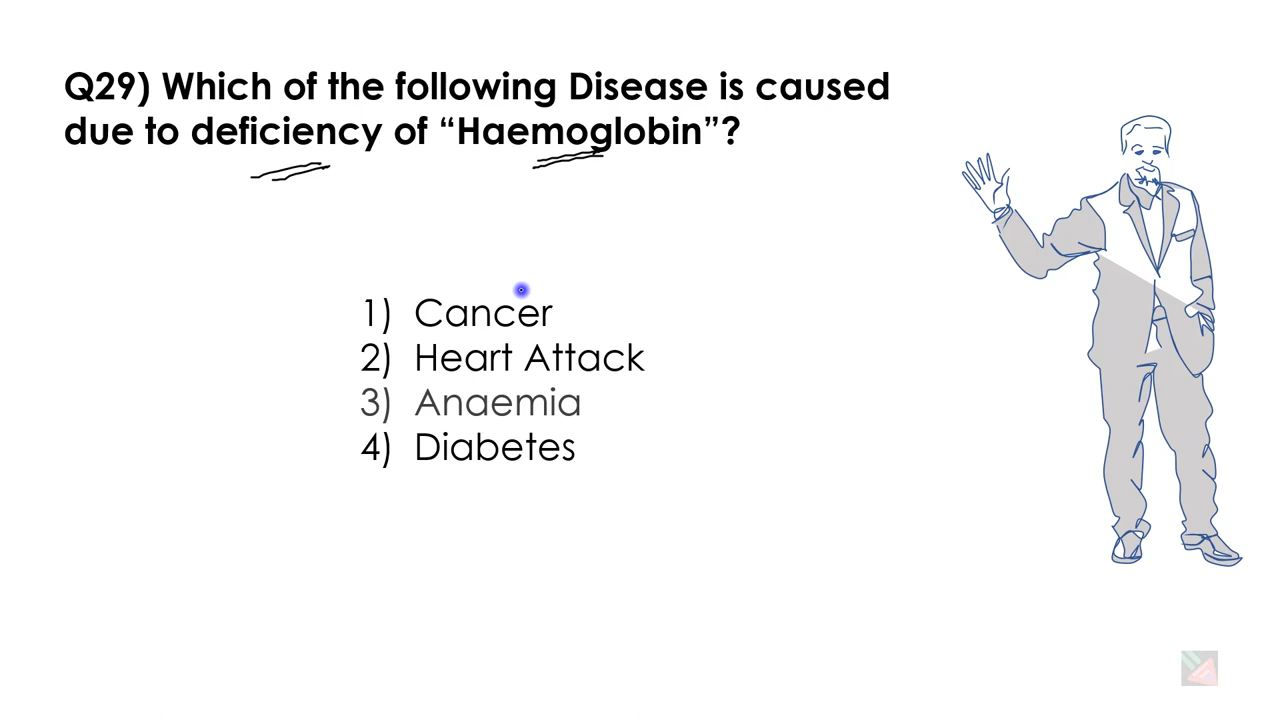 Q29) Which of the following Disease is caused
due to deficiency of “Haemoglobin”?
1) Cancer
2) Heart Attack
3) Anaemia
4) Diabetes